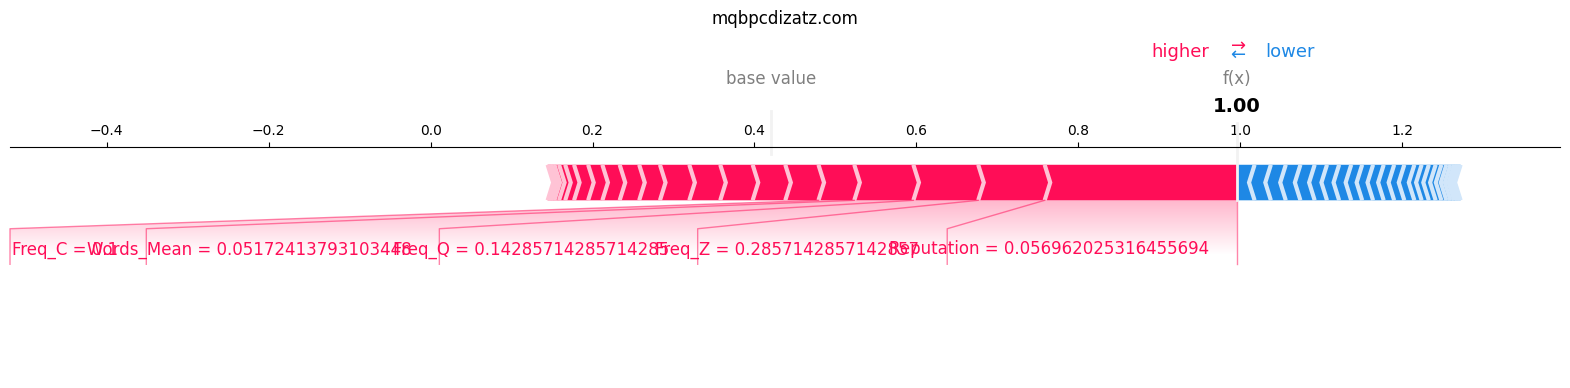 mqbpcdizatz.com
higher → ← lower
base value f(x)
1.00
−0.4 −0.2 0.0 0.2 0.4 0.6 0.8 1.0 1.2
Freq_C = 0.1 Words_Mean = 0.05172413793103448 Freq_Q = 0.14285714285714285 Freq_Z = 0.2857142857142857 Reputation = 0.056962025316455694